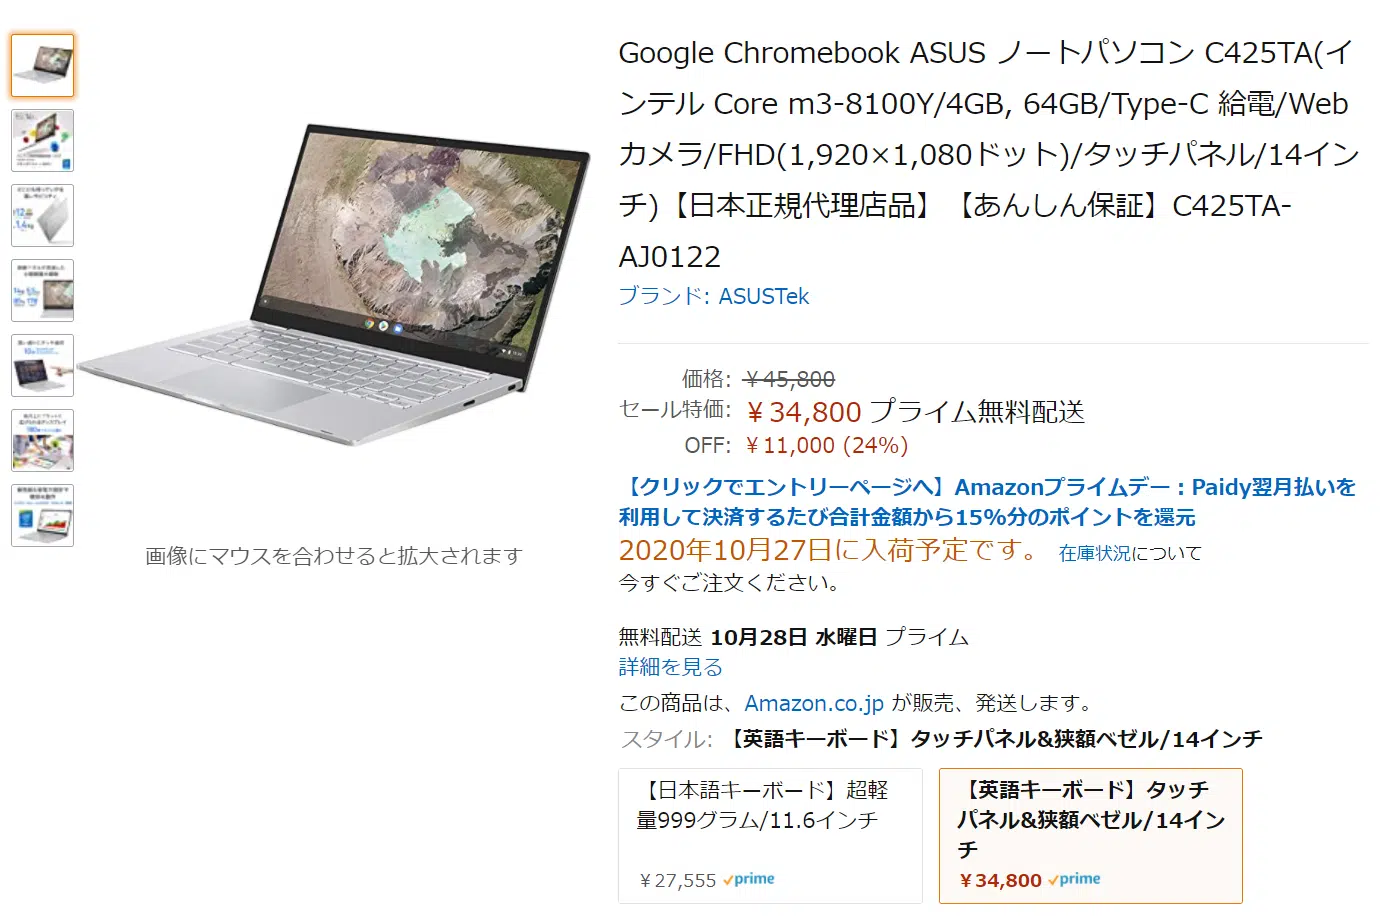 Google Chromebook ASUS ノートパソコン C425TA(イ
ンテル Core m3-8100Y/4GB, 64GB/Type-C 給電/Web
カメラ/FHD(1,920×1,080ドット)/タッチパネル/14イン
チ)【日本正規代理店品】【あんしん保証】C425TA-
AJ0122
ブランド: ASUSTek
価格: ￥45,800
セール特価: ￥34,800 プライム無料配送
OFF: ￥11,000 (24%)
【クリックでエントリーページへ】Amazonプライムデー：Paidy翌月払いを
利用して決済するたび合計金額から15%分のポイントを還元
2020年10月27日に入荷予定です。 在庫状況について
今すぐご注文ください。
画像にマウスを合わせると拡大されます
無料配送 10月28日 水曜日 プライム
詳細を見る
この商品は、Amazon.co.jp が販売、発送します。
スタイル: 【英語キーボード】タッチパネル&狭額ベゼル/14インチ
【日本語キーボード】超軽
量999グラム/11.6インチ
￥27,555 prime
【英語キーボード】タッチ
パネル&狭額ベゼル/14イン
チ
￥34,800 prime